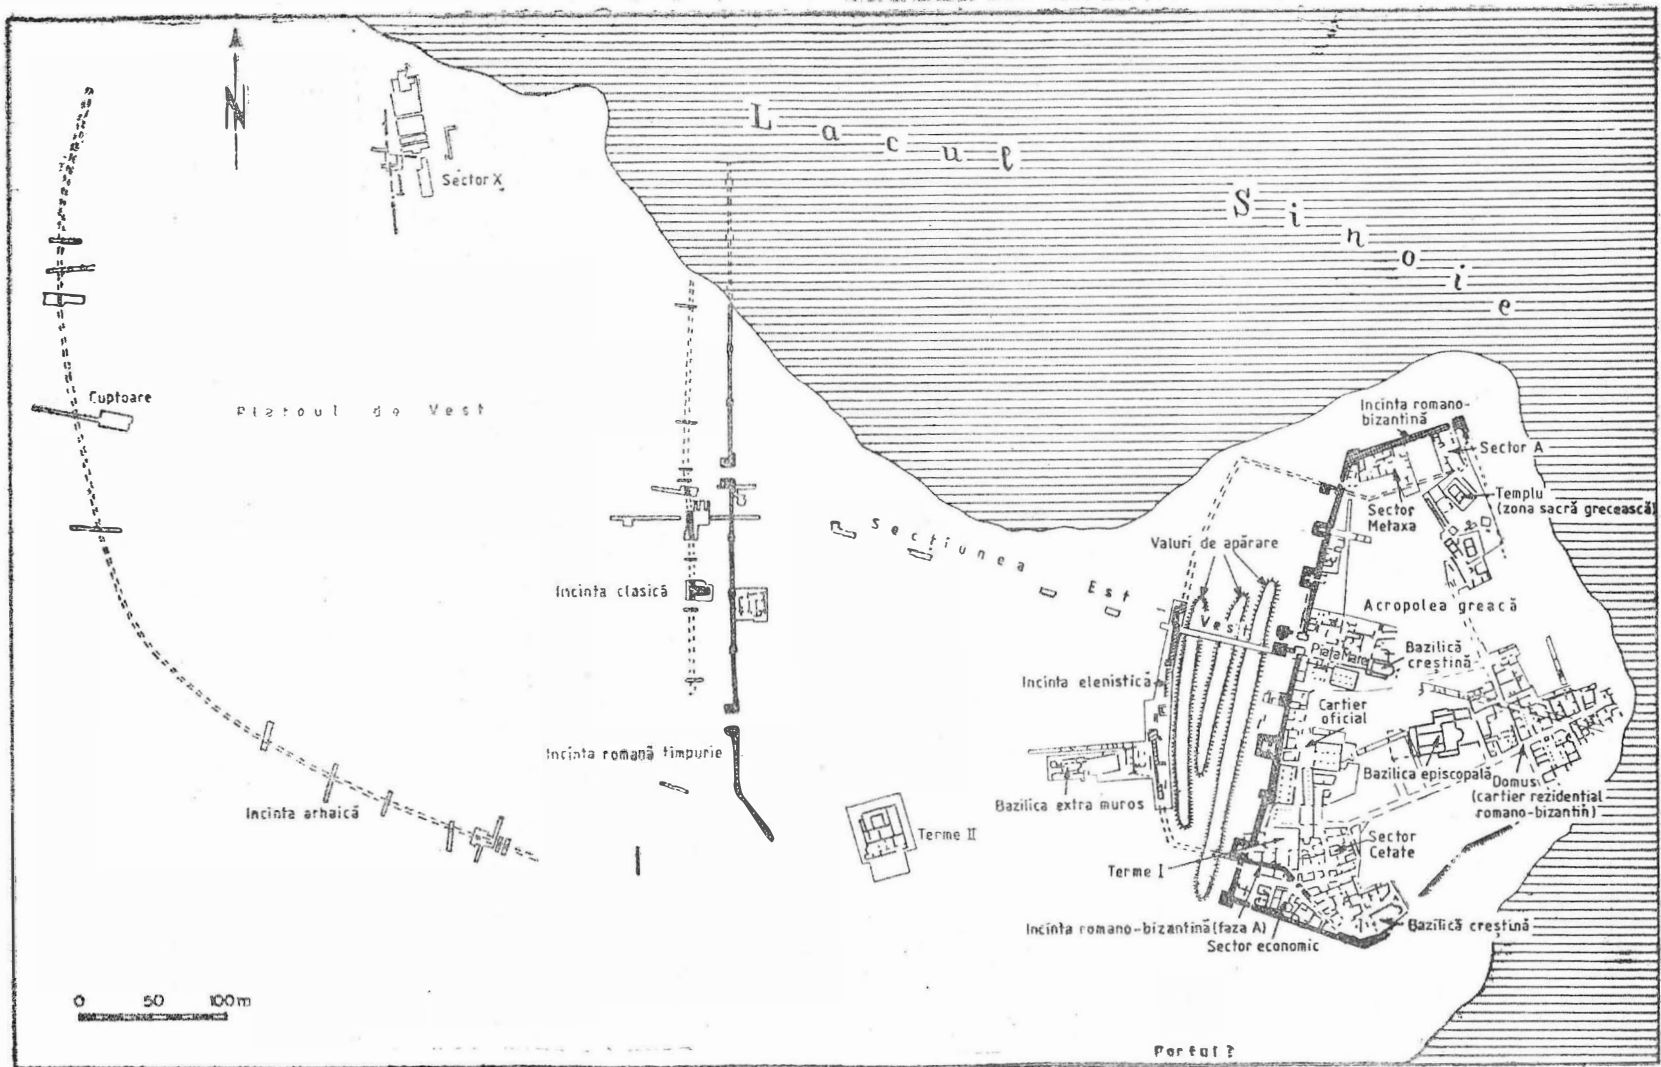 N
Lacul
Sinoie
Sector X
Cuptoare
Platoul de Vest
Incinta romano-
bizantină
Sector A
Templu
(zona sacră grecească)
Sector
Metaxa
Secțiunea Est
Valuri de apărare
Incinta clasică
Acropolea greacă
Vest
Piața Mare
Bazilică
creștină
Incinta elenistică
Cartier
oficial
Incinta romană timpurie
Bazilica episcopală
Domus
(cartier rezidențial
romano-bizantin)
Bazilica extra muros
Incinta arhaică
Terme II
Sector
Cetate
Terme I
Incinta romano-bizantină (faza A)
Bazilică creștină
Sector economic
0 50 100 m
Portul?